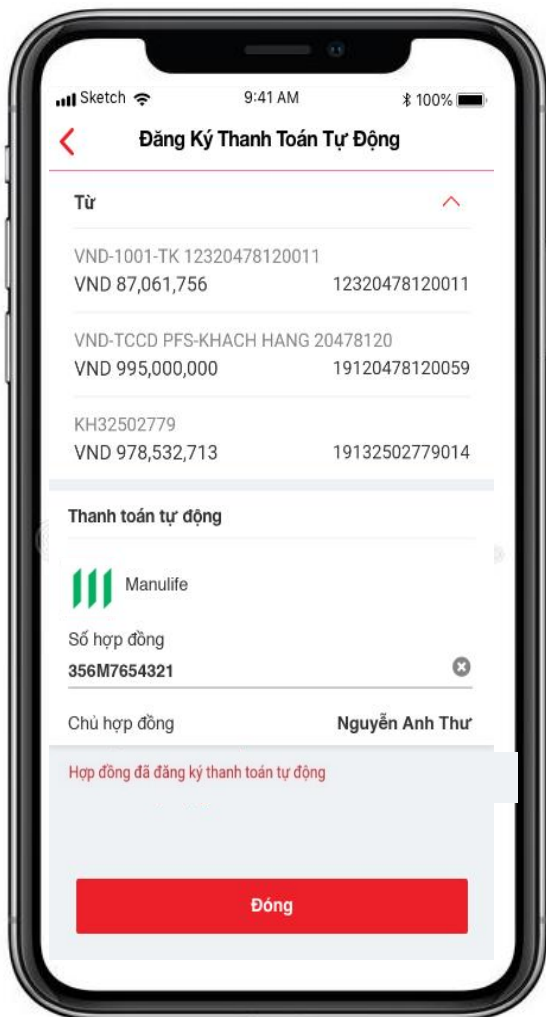 Sketch 9:41 AM 100%
Đăng Ký Thanh Toán Tự Động
Từ
VND-1001-TK 12320478120011
VND 87,061,756 12320478120011
VND-TCCD PFS-KHACH HANG 20478120
VND 995,000,000 19120478120059
KH32502779
VND 978,532,713 19132502779014
Thanh toán tự động
Manulife
Số hợp đồng
356M7654321
Chủ hợp đồng Nguyễn Anh Thư
Hợp đồng đã đăng ký thanh toán tự động
Đóng